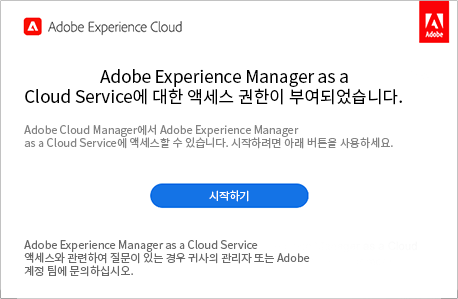 Adobe Experience Cloud
Adobe
Adobe Experience Manager as a
Cloud Service에 대한 액세스 권한이 부여되었습니다.
Adobe Cloud Manager에서 Adobe Experience Manager
as a Cloud Service에 액세스할 수 있습니다. 시작하려면 아래 버튼을 사용하세요.
시작하기
Adobe Experience Manager as a Cloud Service
액세스와 관련하여 질문이 있는 경우 귀사의 관리자 또는 Adobe
계정 팀에 문의하십시오.